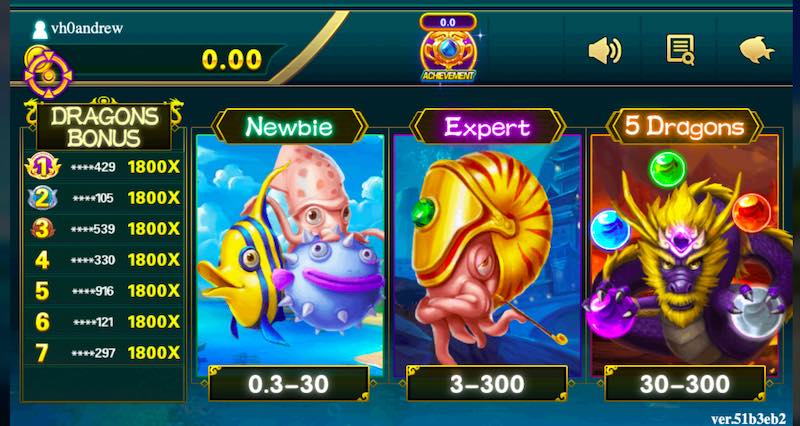 vh0andrew
0.00
0.0
ACHIEVEMENT
DRAGONS
BONUS
1 ****429 1800X
2 ****105 1800X
3 ****539 1800X
4 ****330 1800X
5 ****916 1800X
6 ****121 1800X
7 ****297 1800X
Newbie
0.3-30
Expert
3-300
5 Dragons
30-300
ver.51b3eb2